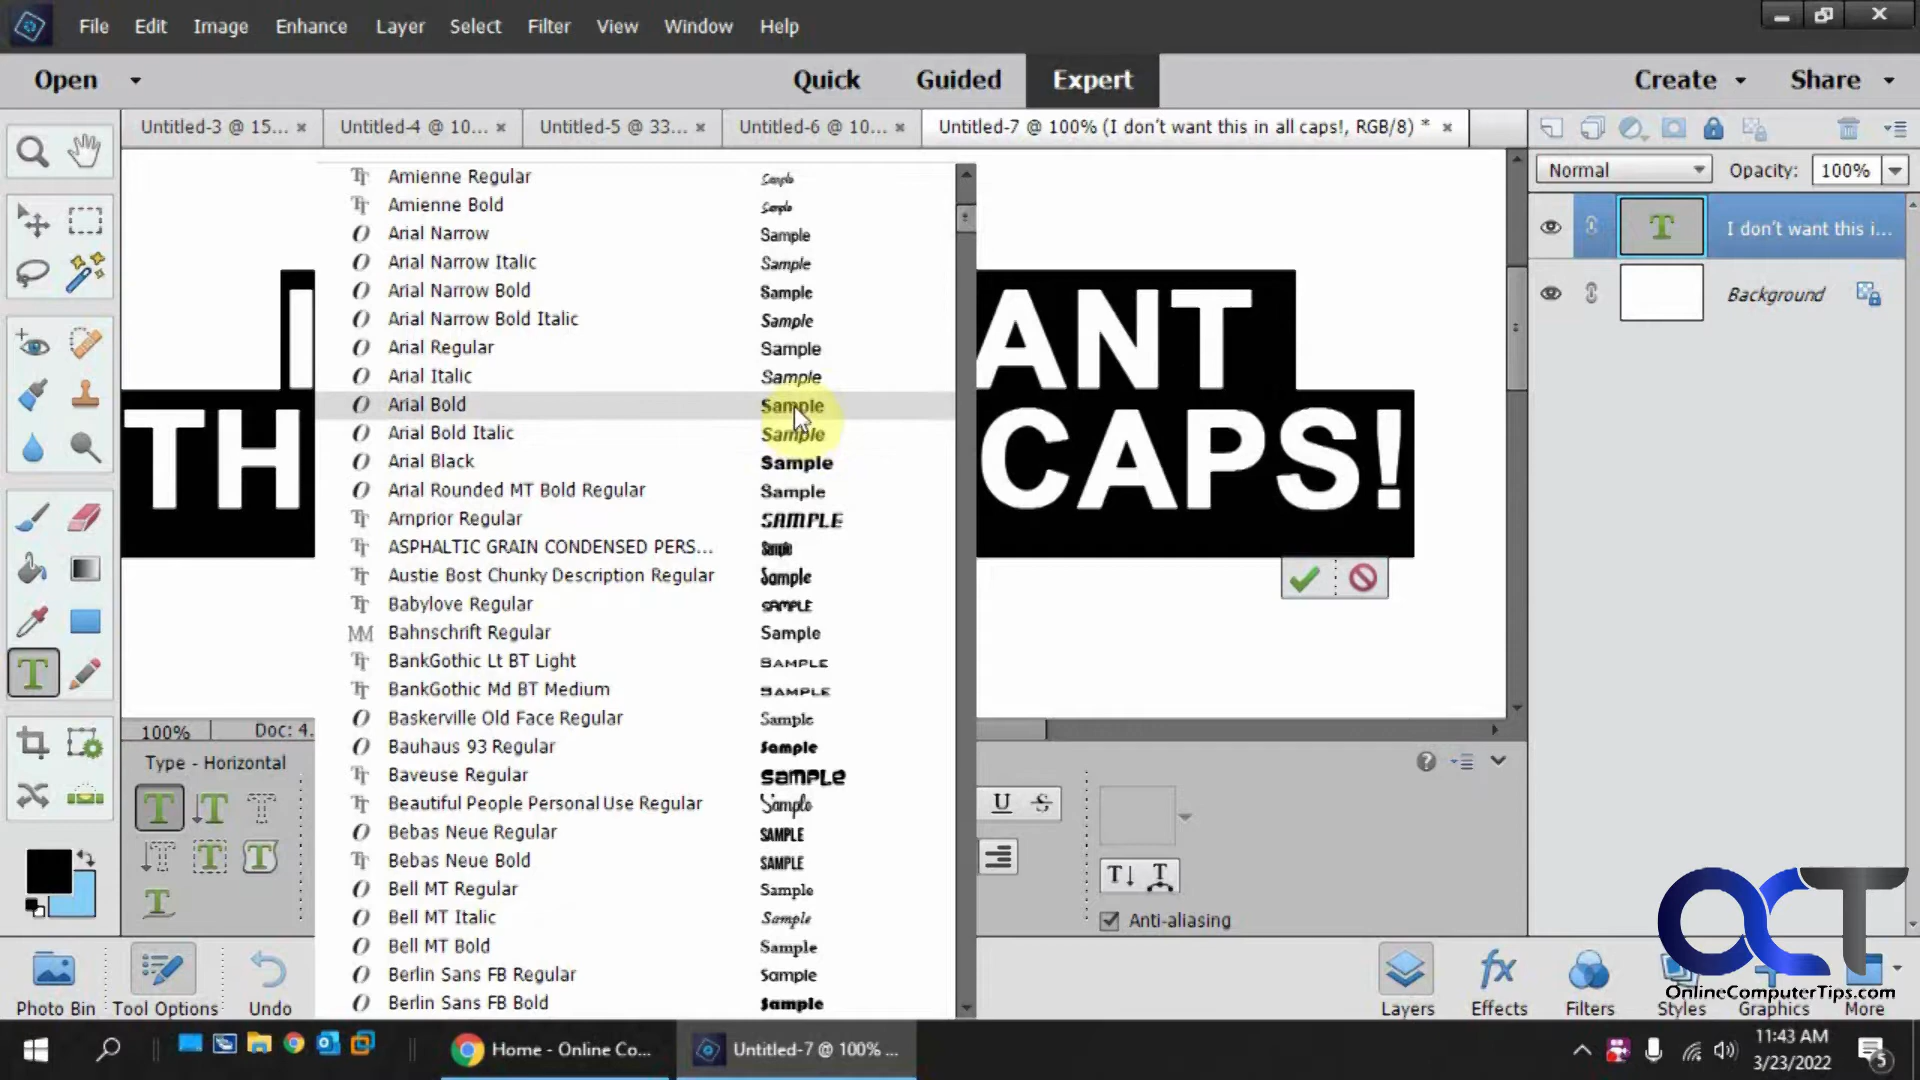 File Edit Image Enhance Layer Select Filter View Window Help
Open Quick Guided Expert Create Share
Untitled-3 @ 15... × Untitled-4 @ 10... × Untitled-5 @ 33... × Untitled-6 @ 10... × Untitled-7 @ 100% (I don't want this in all caps!, RGB/8) * ×
Normal Opacity: 100%
T I don't want this i...
Background
I ANT
TH CAPS!
Amienne Regular Sample
Amienne Bold Sample
Arial Narrow Sample
Arial Narrow Italic Sample
Arial Narrow Bold Sample
Arial Narrow Bold Italic Sample
Arial Regular Sample
Arial Italic Sample
Arial Bold Sample
Arial Bold Italic Sample
Arial Black Sample
Arial Rounded MT Bold Regular Sample
Arnprior Regular SAMPLE
ASPHALTIC GRAIN CONDENSED PERS... Sample
Austie Bost Chunky Description Regular Sample
Babylove Regular SAMPLE
Bahnschrift Regular Sample
BankGothic Lt BT Light SAMPLE
BankGothic Md BT Medium SAMPLE
Baskerville Old Face Regular Sample
Bauhaus 93 Regular Sample
Baveuse Regular SAMPLE
Beautiful People Personal Use Regular Sample
Bebas Neue Regular SAMPLE
Bebas Neue Bold SAMPLE
Bell MT Regular Sample
Bell MT Italic Sample
Bell MT Bold Sample
Berlin Sans FB Regular Sample
Berlin Sans FB Bold Sample
100% Doc: 4.
Type - Horizontal
Anti-aliasing
Photo Bin Tool Options Undo
Layers Effects Filters Styles Graphics More
OCT
OnlineComputerTips.com
Home - Online Co... Untitled-7 @ 100% ...
11:43 AM
3/23/2022
5